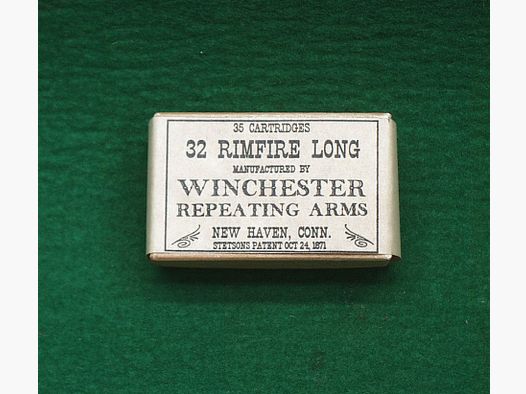 35 CARTRIDGES
32 RIMFIRE LONG
MANUFACTURED BY
WINCHESTER
REPEATING ARMS
NEW HAVEN, CONN.
STETSONS PATENT OCT 24, 1871